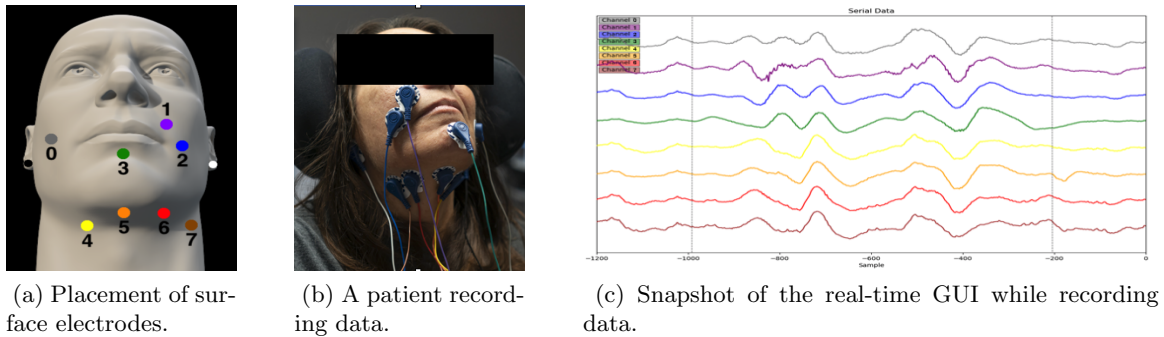 1
0
2
3
5
6
4
7
Serial Data
Channel 0
Channel 1
Channel 2
Channel 3
Channel 4
Channel 5
Channel 6
Channel 7
−1200
−1000
−800
−600
−400
−200
0
Sample
(a) Placement of sur-
face electrodes.
(b) A patient record-
ing data.
(c) Snapshot of the real-time GUI while recording
data.